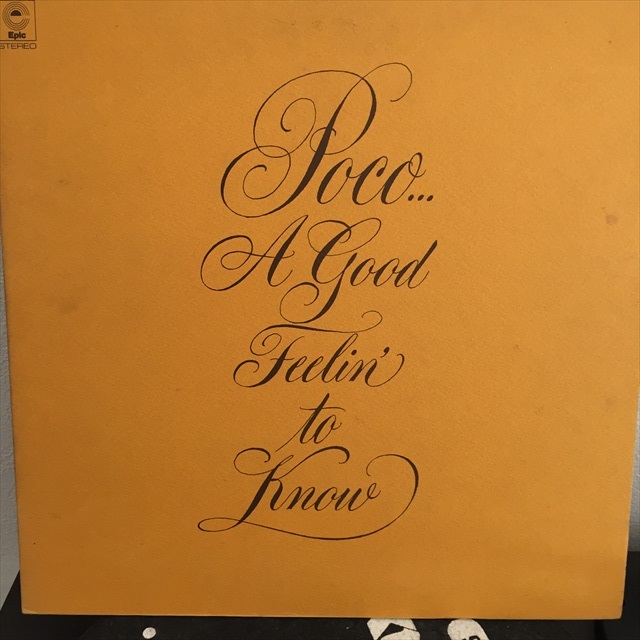 Epic
STEREO
Poco...
A Good
Feelin'
to
Know